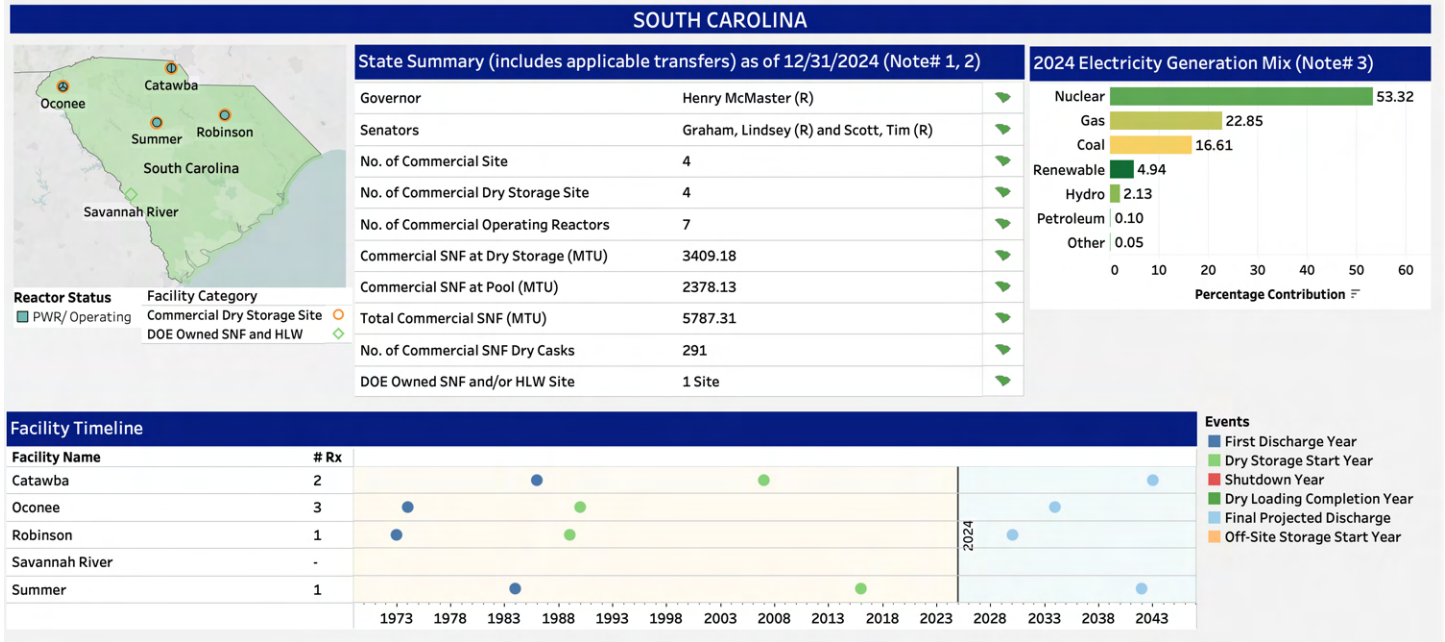 SOUTH CAROLINA
Catawba
Oconee
Summer
Robinson
South Carolina
Savannah River
Reactor Status
PWR/ Operating
Facility Category
Commercial Dry Storage Site
DOE Owned SNF and HLW
State Summary (includes applicable transfers) as of 12/31/2024 (Note# 1, 2)
Governor Henry McMaster (R)
Senators Graham, Lindsey (R) and Scott, Tim (R)
No. of Commercial Site 4
No. of Commercial Dry Storage Site 4
No. of Commercial Operating Reactors 7
Commercial SNF at Dry Storage (MTU) 3409.18
Commercial SNF at Pool (MTU) 2378.13
Total Commercial SNF (MTU) 5787.31
No. of Commercial SNF Dry Casks 291
DOE Owned SNF and/or HLW Site 1 Site
2024 Electricity Generation Mix (Note# 3)
Nuclear 53.32
Gas 22.85
Coal 16.61
Renewable 4.94
Hydro 2.13
Petroleum 0.10
Other 0.05
0 10 20 30 40 50 60
Percentage Contribution
Facility Timeline
Facility Name # Rx
Catawba 2
Oconee 3
Robinson 1
Savannah River -
Summer 1
2024
1973 1978 1983 1988 1993 1998 2003 2008 2013 2018 2023 2028 2033 2038 2043
Events
First Discharge Year
Dry Storage Start Year
Shutdown Year
Dry Loading Completion Year
Final Projected Discharge
Off-Site Storage Start Year